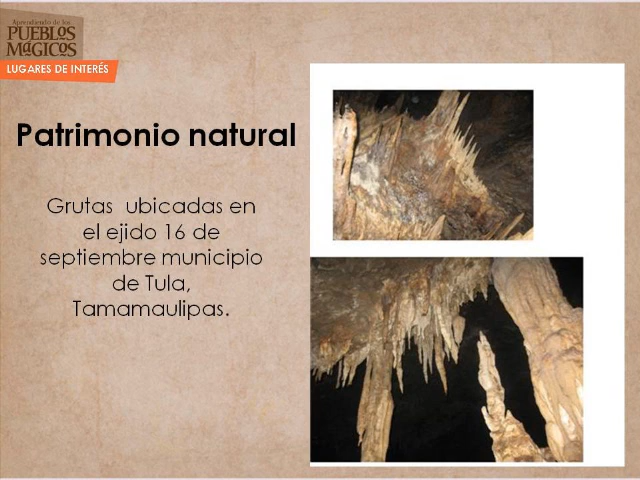 Aprendiendo de los
PUEBLOS
MÁGICOS
LUGARES DE INTERÉS
Patrimonio natural
Grutas ubicadas en
el ejido 16 de
septiembre municipio
de Tula,
Tamamaulipas.